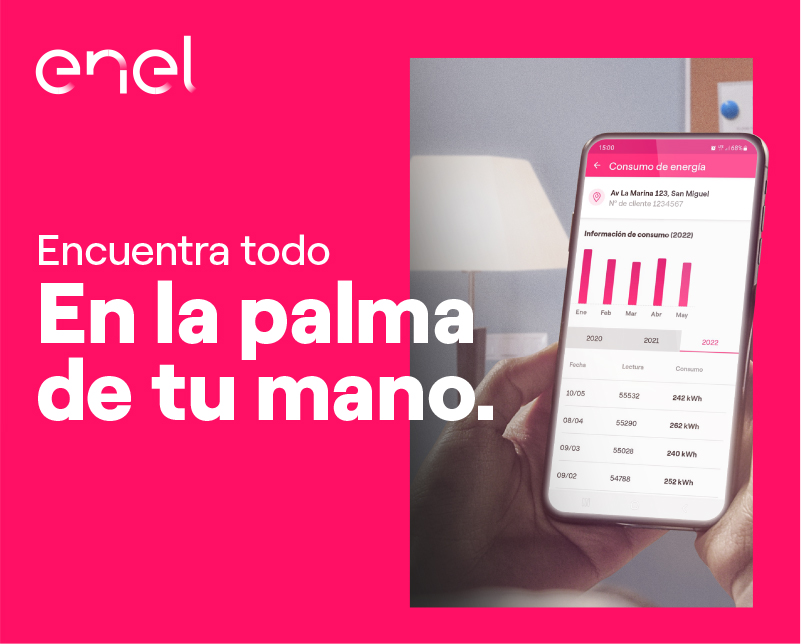 enel
Encuentra todo
En la palma
de tu mano.
15:00
68%
Consumo de energía
Av La Marina 123, San Miguel
N° de cliente 1234567
Información de consumo (2022)
Ene Feb Mar Abr May
2020 2021 2022
Fecha Lectura Consumo
10/05 55532 242 kWh
08/04 55290 262 kWh
09/03 55028 240 kWh
09/02 54788 252 kWh